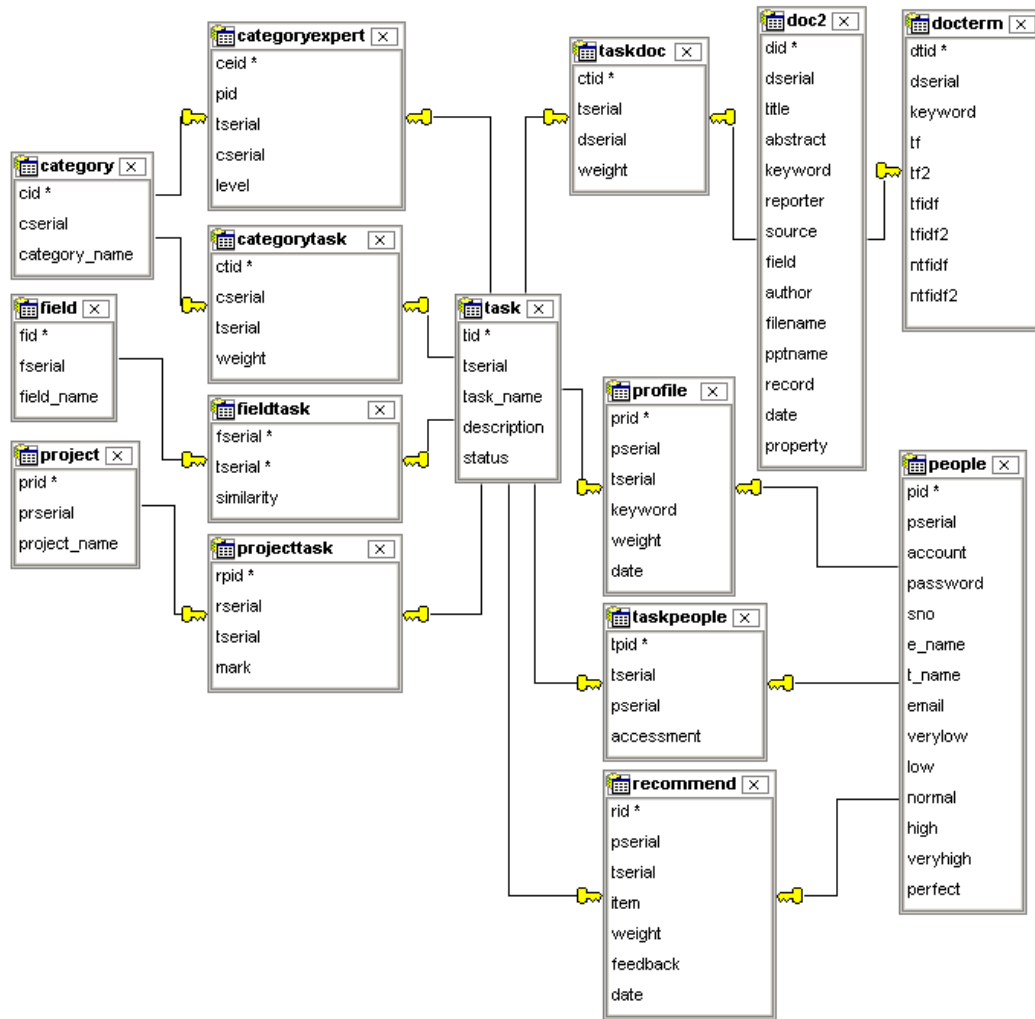 categoryexpert
ceid *
pid
tserial
cserial
level
category
cid *
cserial
category_name
categorytask
ctid *
cserial
tserial
weight
field
fid *
fserial
field_name
fieldtask
fserial *
tserial *
similarity
project
prid *
prserial
project_name
projecttask
rpid *
rserial
tserial
mark
task
tid *
tserial
task_name
description
status
taskdoc
ctid *
tserial
dserial
weight
doc2
did *
dserial
title
abstract
keyword
reporter
source
field
author
filename
pptname
record
date
property
docterm
dtid *
dserial
keyword
tf
tf2
tfidf
tfidf2
ntfidf
ntfidf2
profile
prid *
pserial
tserial
keyword
weight
date
taskpeople
tpid *
tserial
pserial
accessment
recommend
rid *
pserial
tserial
item
weight
feedback
date
people
pid *
pserial
account
password
sno
e_name
t_name
email
verylow
low
normal
high
veryhigh
perfect